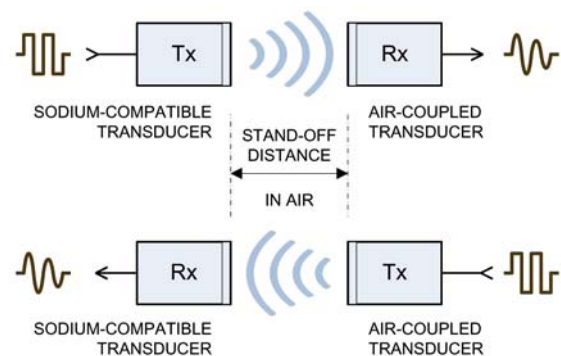 Tx
Rx
SODIUM-COMPATIBLE
TRANSDUCER
AIR-COUPLED
TRANSDUCER
STAND-OFF
DISTANCE
IN AIR
Rx
Tx
SODIUM-COMPATIBLE
TRANSDUCER
AIR-COUPLED
TRANSDUCER